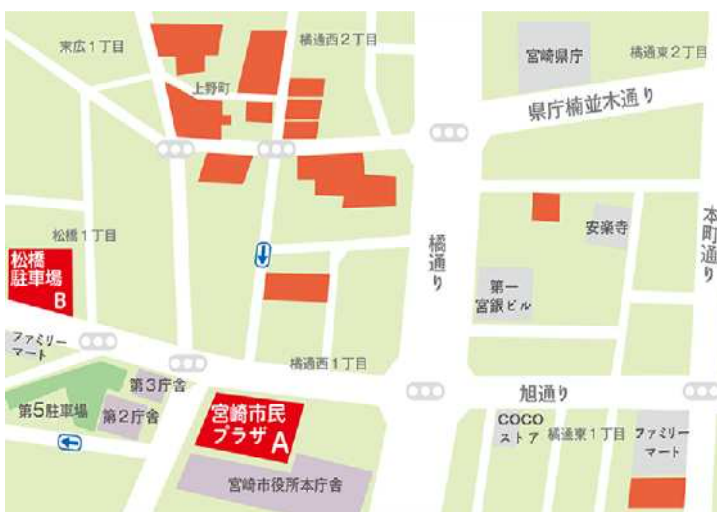 末広1丁目
橘通西2丁目
宮崎県庁
橘通東2丁目
上野町
県庁楠並木通り
松橋1丁目
安楽寺
本町通り
橘通り
松橋
駐車場
B
第一
宮銀ビル
ファミリー
マート
橘通西1丁目
第3庁舎
旭通り
第5駐車場
第2庁舎
宮崎市民
プラザ
A
COCO
ストア
橘通東1丁目
ファミリー
マート
宮崎市役所本庁舎